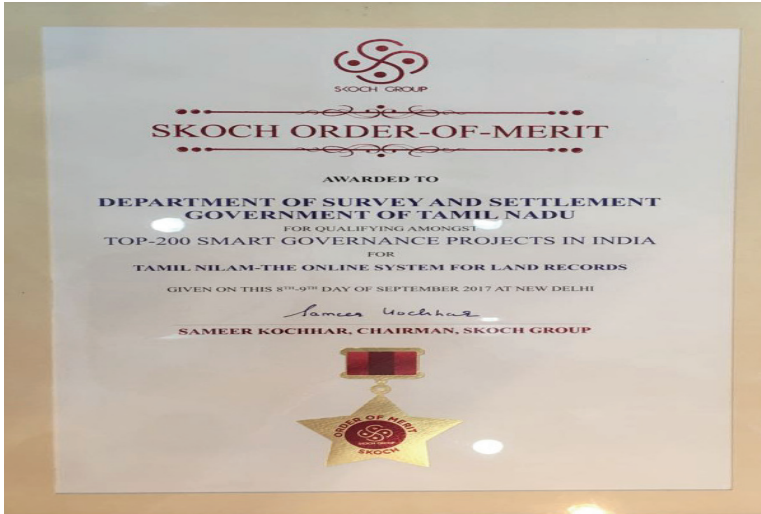 SKOCH GROUP
SKOCH ORDER-OF-MERIT
AWARDED TO
DEPARTMENT OF SURVEY AND SETTLEMENT
GOVERNMENT OF TAMIL NADU
FOR QUALIFYING AMONGST
TOP-200 SMART GOVERNANCE PROJECTS IN INDIA
FOR
TAMIL NILAM-THE ONLINE SYSTEM FOR LAND RECORDS
GIVEN ON THIS 8TH-9TH DAY OF SEPTEMBER 2017 AT NEW DELHI
Sameer Kochhar
SAMEER KOCHHAR, CHAIRMAN, SKOCH GROUP
ORDER OF MERIT
SKOCH GROUP
SKOCH